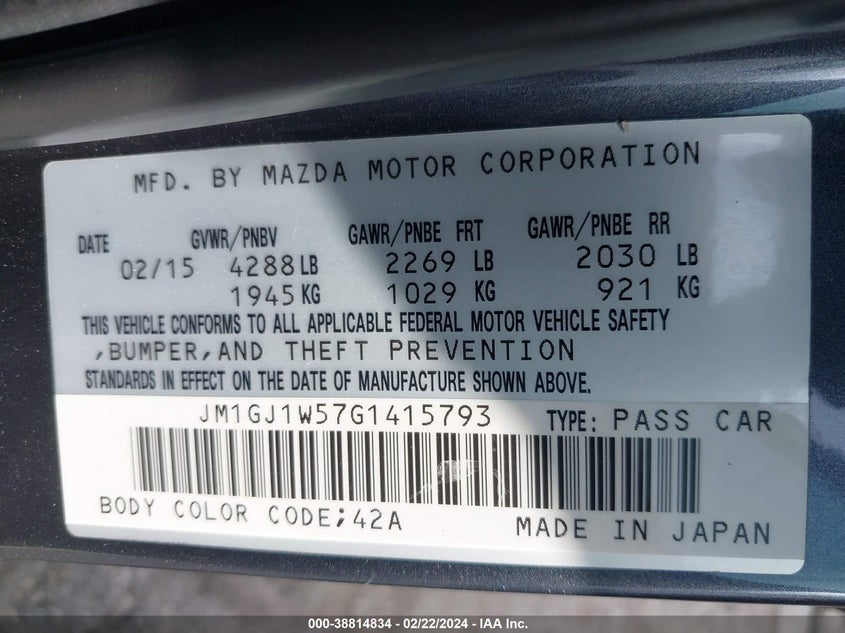 MFD. BY MAZDA MOTOR CORPORATION
DATE GVWR/PNBV GAWR/PNBE FRT GAWR/PNBE RR
02/15 4288 LB 2269 LB 2030 LB
1945 KG 1029 KG 921 KG
THIS VEHICLE CONFORMS TO ALL APPLICABLE FEDERAL MOTOR VEHICLE SAFETY
,BUMPER,AND THEFT PREVENTION
STANDARDS IN EFFECT ON THE DATE OF MANUFACTURE SHOWN ABOVE.
JM1GJ1W57G1415793 TYPE: PASS CAR
BODY COLOR CODE;42A MADE IN JAPAN
000-38814834 - 02/22/2024 - IAA Inc.